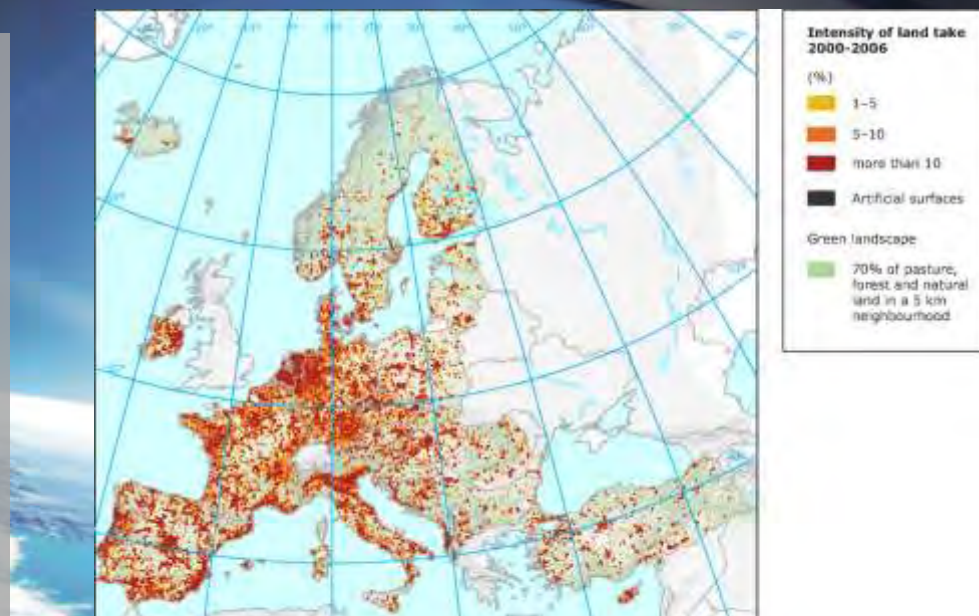 Intensity of land take
2000–2006
(%)
1–5
5–10
more than 10
Artificial surfaces
Green landscape
70% of pasture,
forest and natural
land in a 5 km
neighbourhood